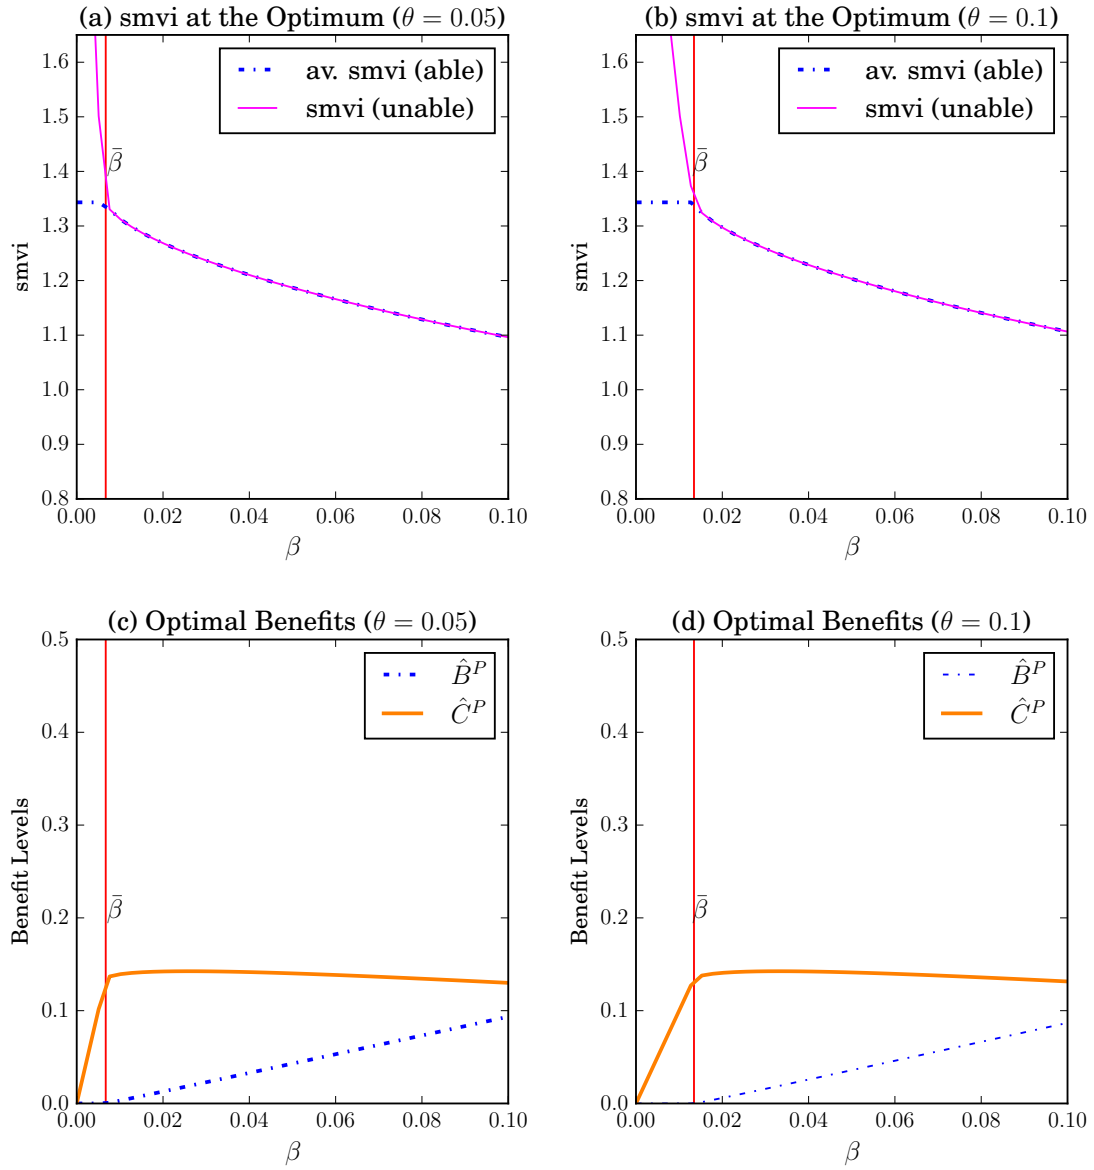 (a) smvi at the Optimum (θ = 0.05)
1.6
1.5
1.4
1.3
1.2
1.1
1.0
0.9
0.8
smvi
av. smvi (able)
smvi (unable)
β̄
0.00 0.02 0.04 0.06 0.08 0.10
β
(b) smvi at the Optimum (θ = 0.1)
1.6
1.5
1.4
1.3
1.2
1.1
1.0
0.9
0.8
smvi
av. smvi (able)
smvi (unable)
β̄
0.00 0.02 0.04 0.06 0.08 0.10
β
(c) Optimal Benefits (θ = 0.05)
0.5
0.4
0.3
0.2
0.1
0.0
Benefit Levels
B̂ᴾ
Ĉᴾ
β̄
0.00 0.02 0.04 0.06 0.08 0.10
β
(d) Optimal Benefits (θ = 0.1)
0.5
0.4
0.3
0.2
0.1
0.0
Benefit Levels
B̂ᴾ
Ĉᴾ
β̄
0.00 0.02 0.04 0.06 0.08 0.10
β